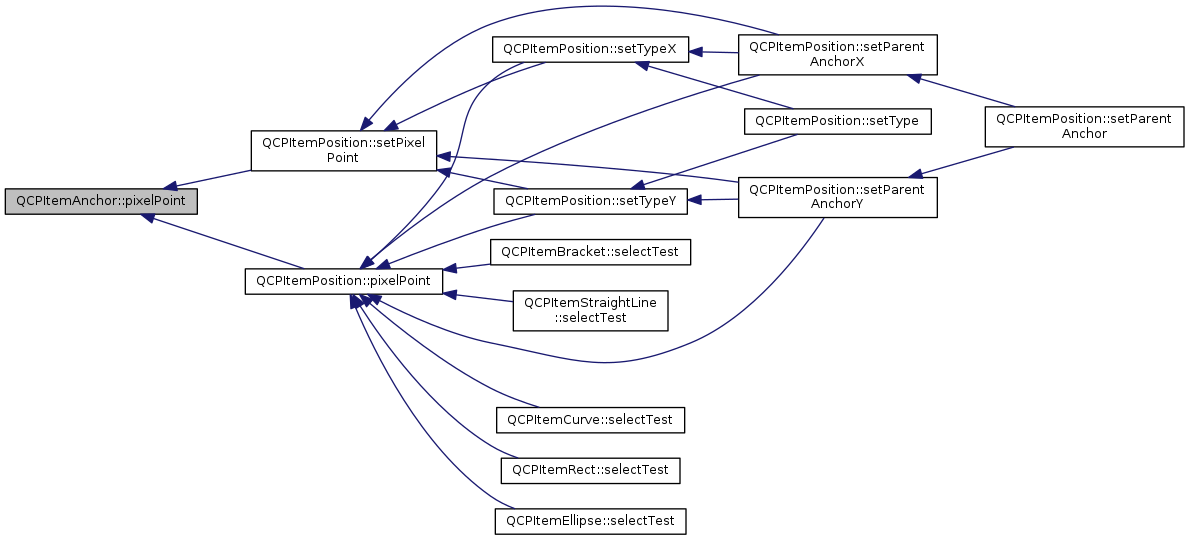 QCPItemAnchor::pixelPoint
QCPItemPosition::setPixel
Point
QCPItemPosition::pixelPoint
QCPItemPosition::setTypeX
QCPItemPosition::setTypeY
QCPItemBracket::selectTest
QCPItemStraightLine
::selectTest
QCPItemCurve::selectTest
QCPItemRect::selectTest
QCPItemEllipse::selectTest
QCPItemPosition::setParent
AnchorX
QCPItemPosition::setType
QCPItemPosition::setParent
AnchorY
QCPItemPosition::setParent
Anchor